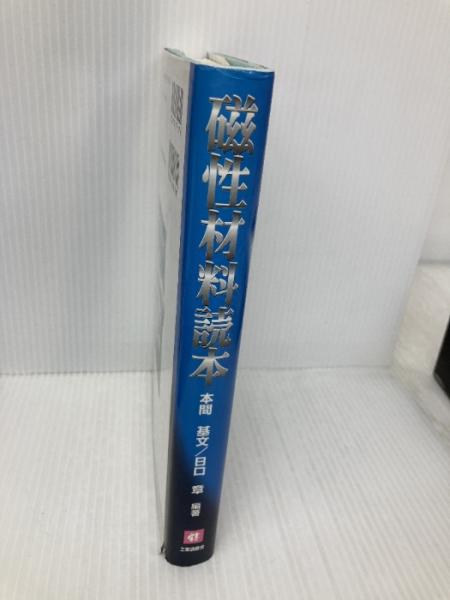 磁性材料読本
本間 基文/日口 章 編著
工業調査会